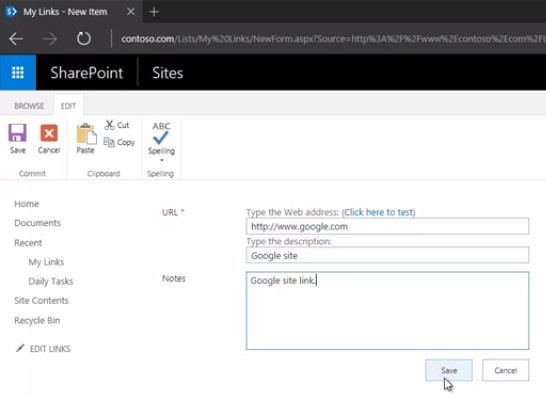 My Links - New Item
contoso.com/Lists/My%20Links/NewForm.aspx?Source=http%3A%2F%2Fwww%2Econtoso%2Ecom%2FL
SharePoint Sites
BROWSE EDIT
Save Cancel Paste Cut Copy ABC Spelling
Commit Clipboard Spelling
Home
Documents
Recent
My Links
Daily Tasks
Site Contents
Recycle Bin
EDIT LINKS
URL *
Type the Web address: (Click here to test)
http://www.google.com
Type the description:
Google site
Notes
Google site link.
Save Cancel